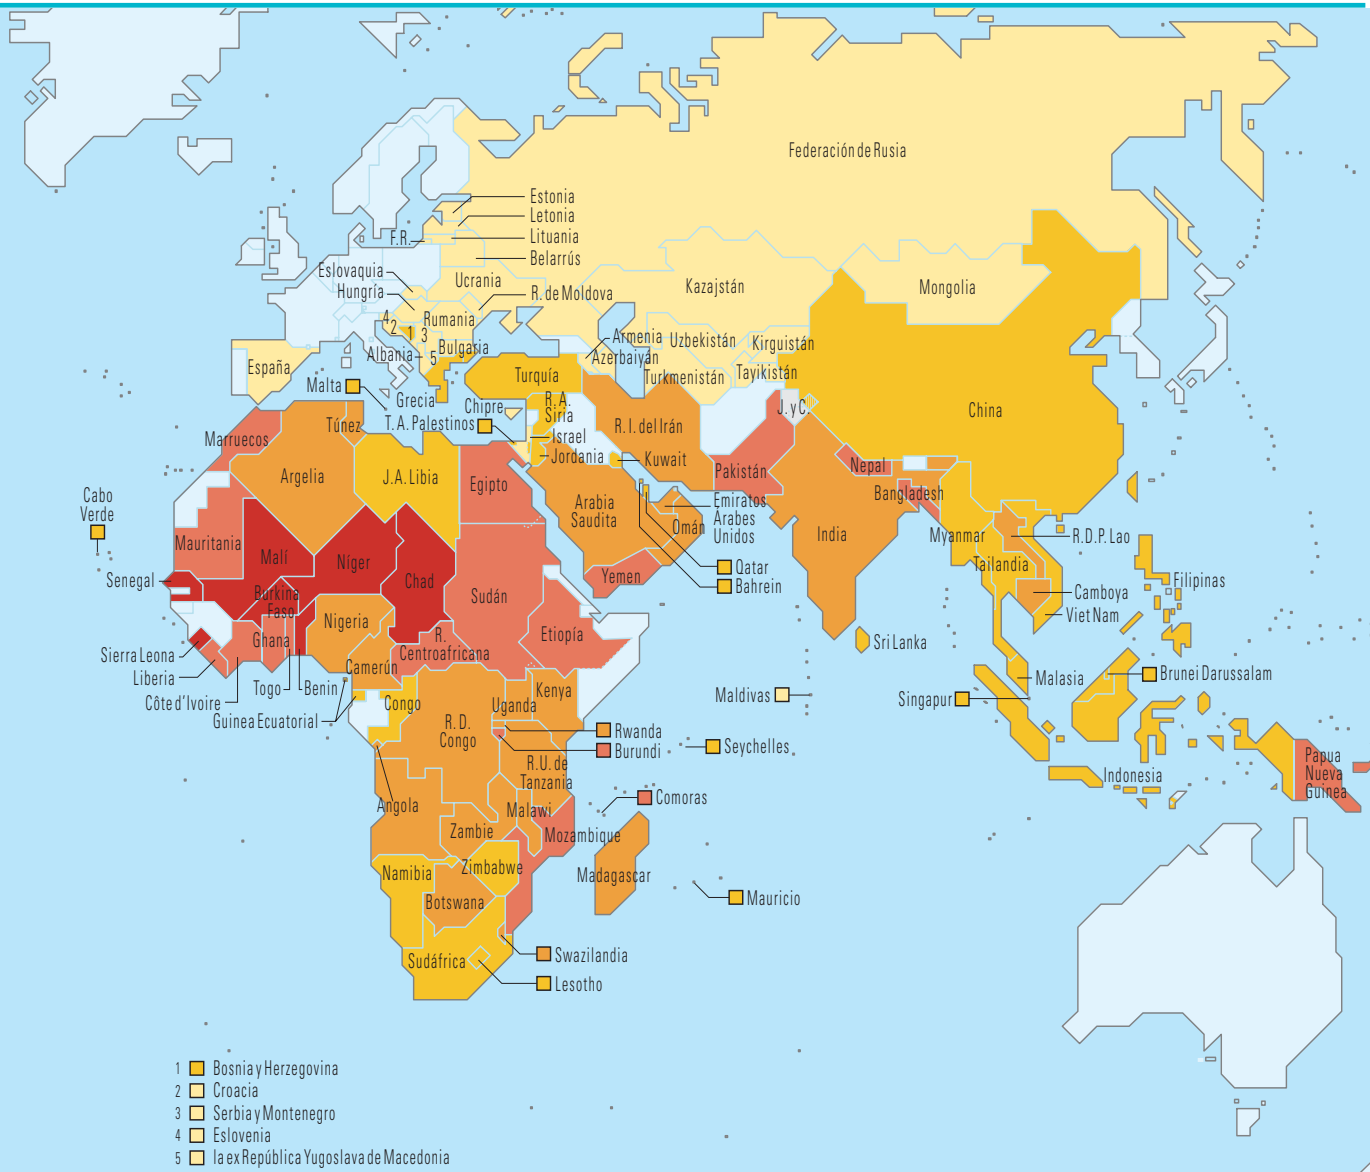 Federación de Rusia
Estonia
Letonia
F.R.
Lituania
Belarrús
Eslovaquia
Ucrania
Hungría
R. de Moldova
Kazajstán
Mongolia
4
2
1
3
5
Rumania
Armenia
Uzbekistán
Kirguistán
Albania
Bulgaria
Azerbaiyán
España
Turquía
Turkmenistán
Tayikistán
Malta
Grecia
Chipre
R. A.
Siria
J. y C.
China
T. A. Palestinos
Túnez
R. I. del Irán
Marruecos
Israel
Jordania
Kuwait
Pakistán
Nepal
Argelia
J.A. Libia
Egipto
Bangladesh
Cabo
Verde
Arabia
Saudita
Emiratos
Árabes
Unidos
Omán
India
Myanmar
R.D.P. Lao
Mauritania
Malí
Níger
Chad
Tailandia
Qatar
Bahrein
Senegal
Yemen
Filipinas
Camboya
Burkina
Faso
Sudán
Viet Nam
Nigeria
Ghana
R.
Centroafricana
Etiopía
Sri Lanka
Sierra Leona
Liberia
Camerún
Malasia
Brunei Darussalam
Togo
Benin
Kenya
Maldivas
Singapur
Côte d'Ivoire
Guinea Ecuatorial
Congo
Uganda
R. D.
Congo
Rwanda
Burundi
Seychelles
R.U. de
Tanzania
Indonesia
Papua
Nueva
Guinea
Angola
Malawi
Comoras
Zambie
Mozambique
Zimbabwe
Namibia
Madagascar
Botswana
Mauricio
Sudáfrica
Swazilandia
Lesotho
1 Bosnia y Herzegovina
2 Croacia
3 Serbia y Montenegro
4 Eslovenia
5 la ex República Yugoslava de Macedonia